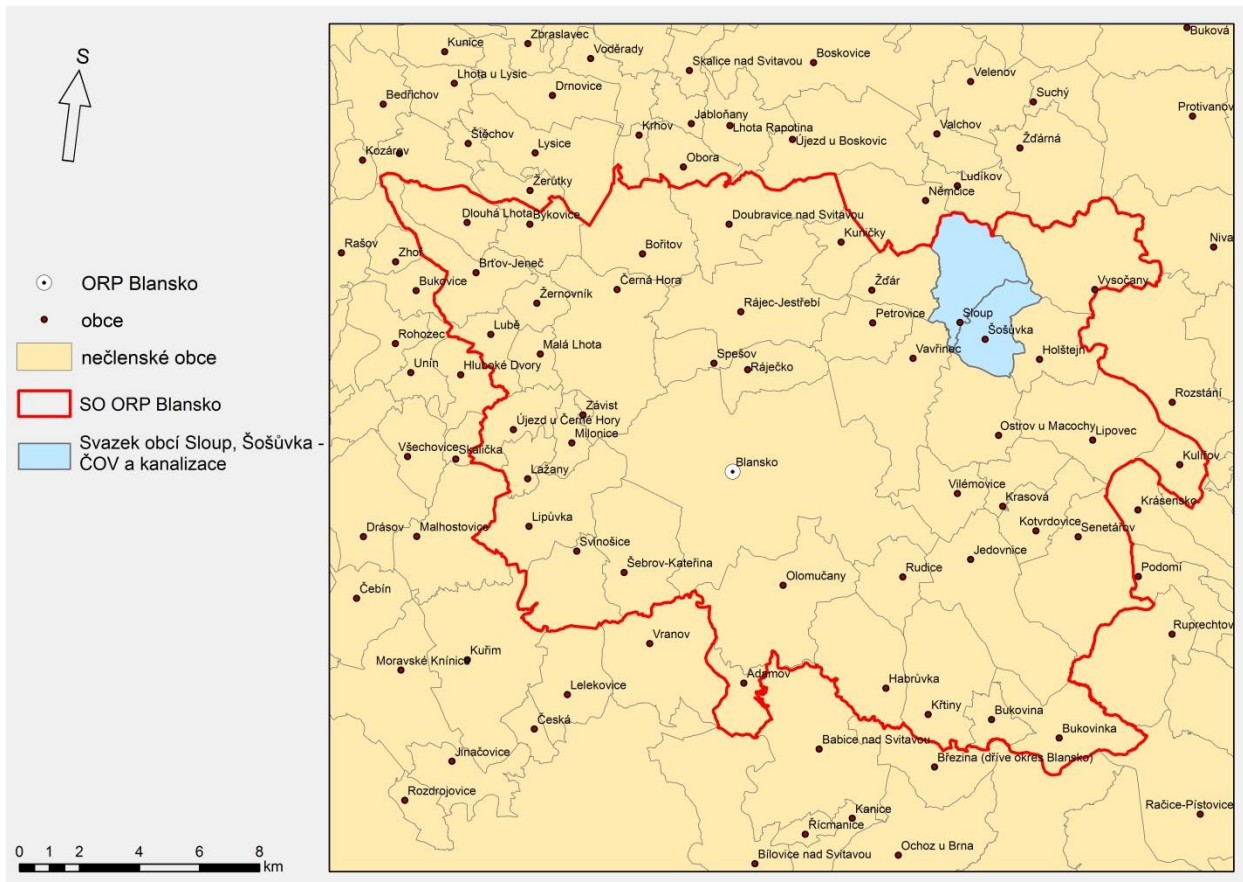 S
ORP Blansko
obce
nečlenské obce
SO ORP Blansko
Svazek obcí Sloup, Šošůvka -
ČOV a kanalizace
0 1 2 4 6 8
km
Buková
Zbraslavec
Kunice
Voděrady
Boskovice
Skalice nad Svitavou
Velenov
Lhota u Lysic
Drnovice
Suchý
Bedřichov
Protivanov
Jabloňany
Lhota Rapotina
Krhov
Valchov
Štěchov
Újezd u Boskovic
Žďárná
Lysice
Kozárov
Obora
Ludíkov
Žerůtky
Němčice
Dlouhá Lhota
Bykovice
Doubravice nad Svitavou
Kuničky
Bořitov
Rašov
Niva
Zhoř
Brťov-Jeneč
Bukovice
Černá Hora
Žďár
Vysočany
Žernovník
Rájec-Jestřebí
Petrovice
Sloup
Lubě
Šošůvka
Rohozec
Malá Lhota
Vavřinec
Holštejn
Spešov
Ráječko
Unín
Hluboké Dvory
Rozstání
Závist
Újezd u Černé Hory
Milonice
Ostrov u Macochy
Lipovec
Všechovice
Skalička
Kulířov
Blansko
Lažany
Vilémovice
Krasová
Krásensko
Lipůvka
Kotvrdovice
Senetářov
Drásov
Malhostovice
Svinošice
Jedovnice
Šebrov-Kateřina
Rudice
Podomí
Olomučany
Čebín
Ruprechtov
Vranov
Kuřim
Moravské Knínice
Adamov
Habrůvka
Lelekovice
Křtiny
Bukovina
Česká
Bukovinka
Babice nad Svitavou
Jinačovice
Březina (dříve okres Blansko)
Rozdrojovice
Kanice
Račice-Pístovice
Řícmanice
Ochoz u Brna
Bílovice nad Svitavou